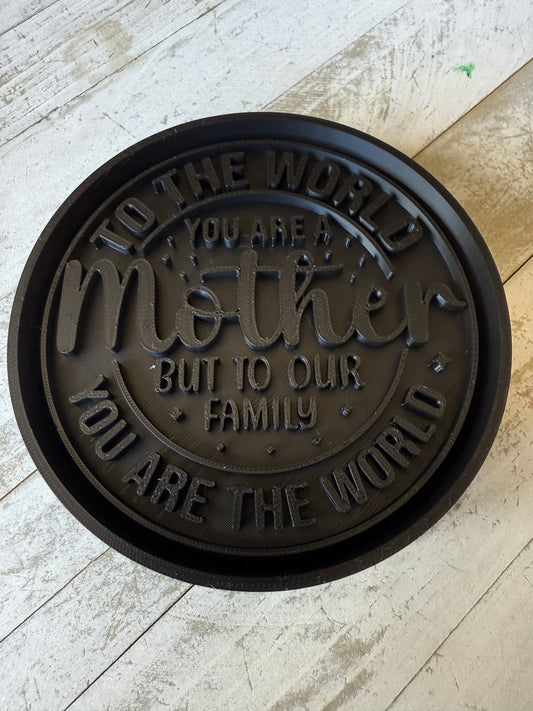 TO THE WORLD
YOU ARE A
Mother
BUT TO OUR
FAMILY
YOU ARE THE WORLD